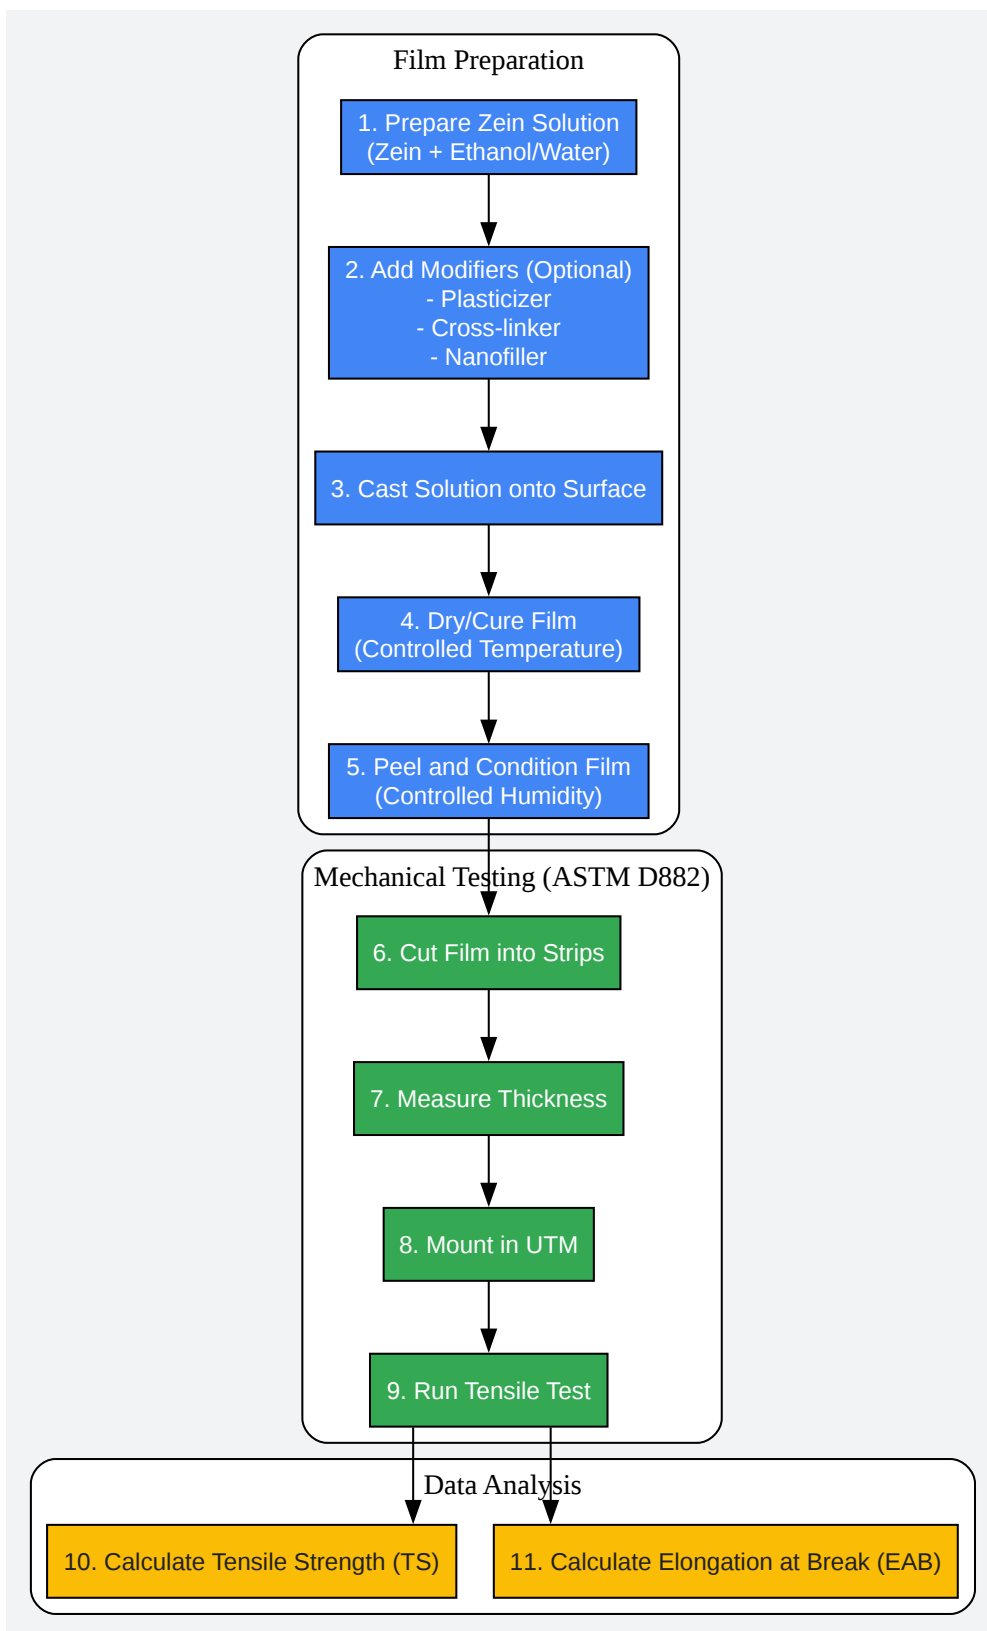 Film Preparation
1. Prepare Zein Solution
(Zein + Ethanol/Water)
2. Add Modifiers (Optional)
- Plasticizer
- Cross-linker
- Nanofiller
3. Cast Solution onto Surface
4. Dry/Cure Film
(Controlled Temperature)
5. Peel and Condition Film
(Controlled Humidity)
Mechanical Testing (ASTM D882)
6. Cut Film into Strips
7. Measure Thickness
8. Mount in UTM
9. Run Tensile Test
Data Analysis
10. Calculate Tensile Strength (TS)
11. Calculate Elongation at Break (EAB)